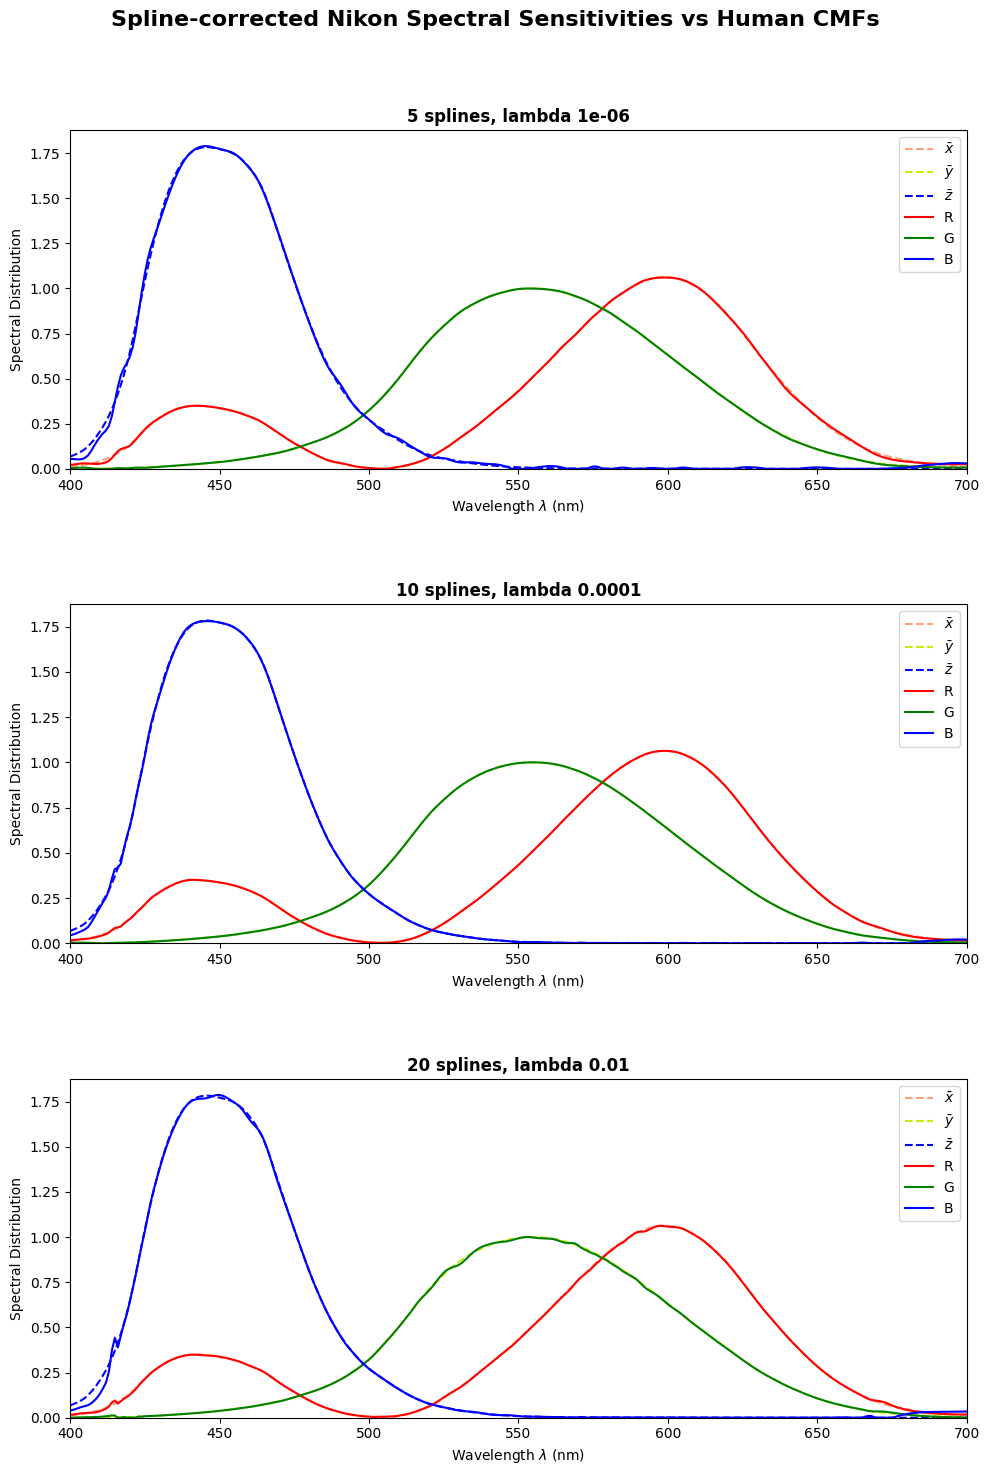 Spline-corrected Nikon Spectral Sensitivities vs Human CMFs
5 splines, lambda 1e-06
1.75
1.50
1.25
1.00
0.75
0.50
0.25
0.00
Spectral Distribution
x̄
ȳ
z̄
R
G
B
400 450 500 550 600 650 700
Wavelength λ (nm)
10 splines, lambda 0.0001
1.75
1.50
1.25
1.00
0.75
0.50
0.25
0.00
Spectral Distribution
x̄
ȳ
z̄
R
G
B
400 450 500 550 600 650 700
Wavelength λ (nm)
20 splines, lambda 0.01
1.75
1.50
1.25
1.00
0.75
0.50
0.25
0.00
Spectral Distribution
x̄
ȳ
z̄
R
G
B
400 450 500 550 600 650 700
Wavelength λ (nm)